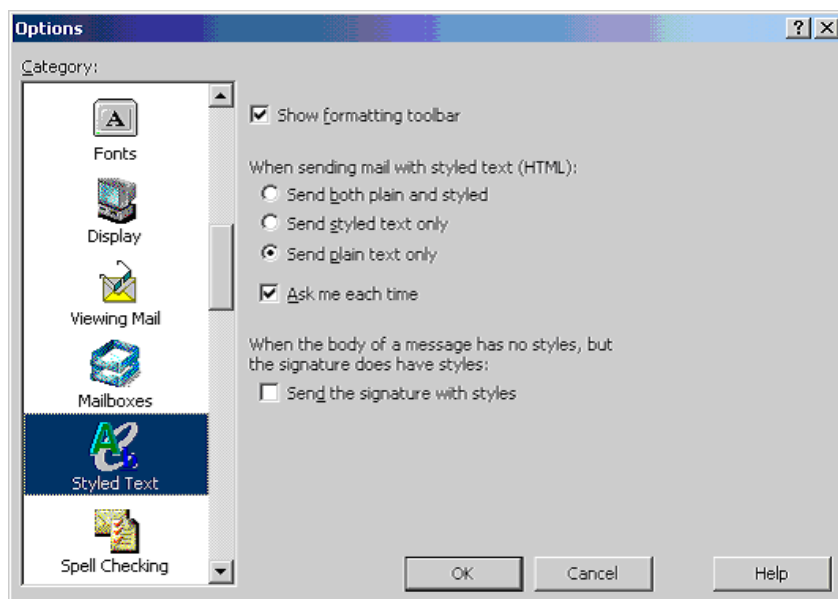 Options
Category:
Fonts
Display
Viewing Mail
Mailboxes
Styled Text
Spell Checking
Show formatting toolbar
When sending mail with styled text (HTML):
Send both plain and styled
Send styled text only
Send plain text only
Ask me each time
When the body of a message has no styles, but
the signature does have styles:
Send the signature with styles
OK
Cancel
Help